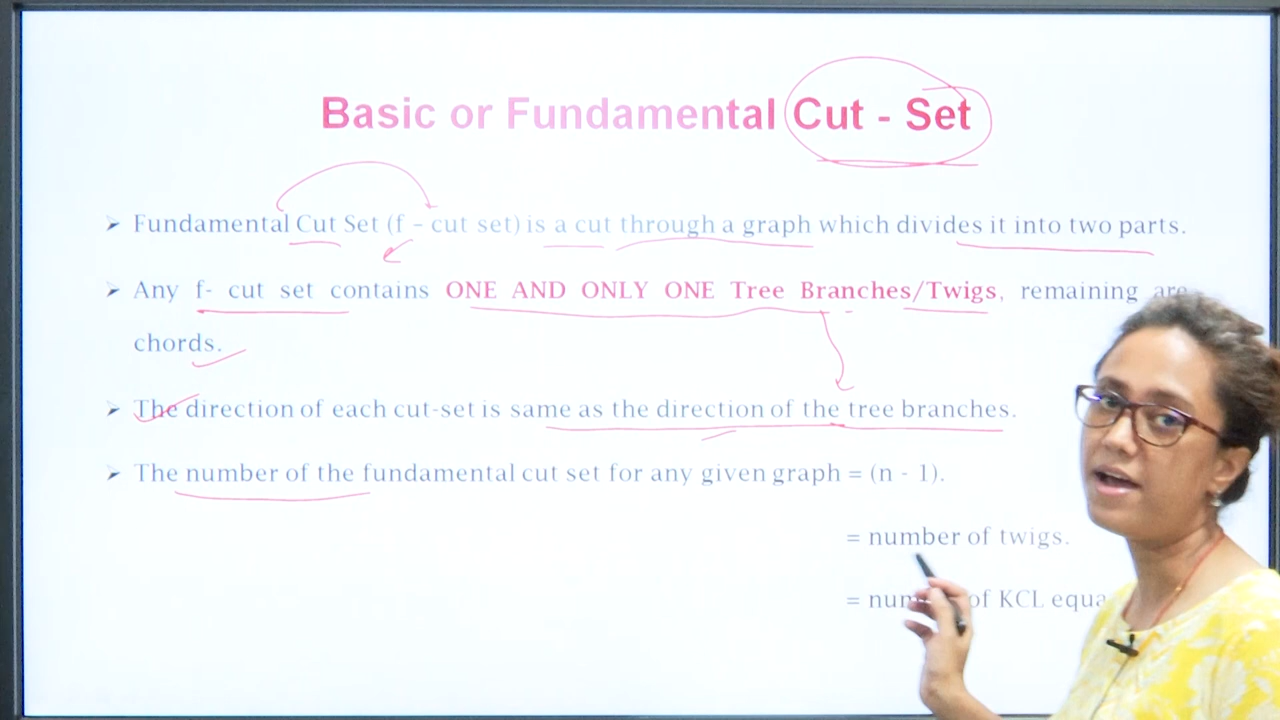 Basic or Fundamental Cut - Set
➢ Fundamental Cut Set (f – cut set) is a cut through a graph which divides it into two parts.
➢ Any f- cut set contains ONE AND ONLY ONE Tree Branches/Twigs, remaining are
chords.
➢ The direction of each cut-set is same as the direction of the tree branches.
➢ The number of the fundamental cut set for any given graph = (n - 1).
= number of twigs.
= of KCL